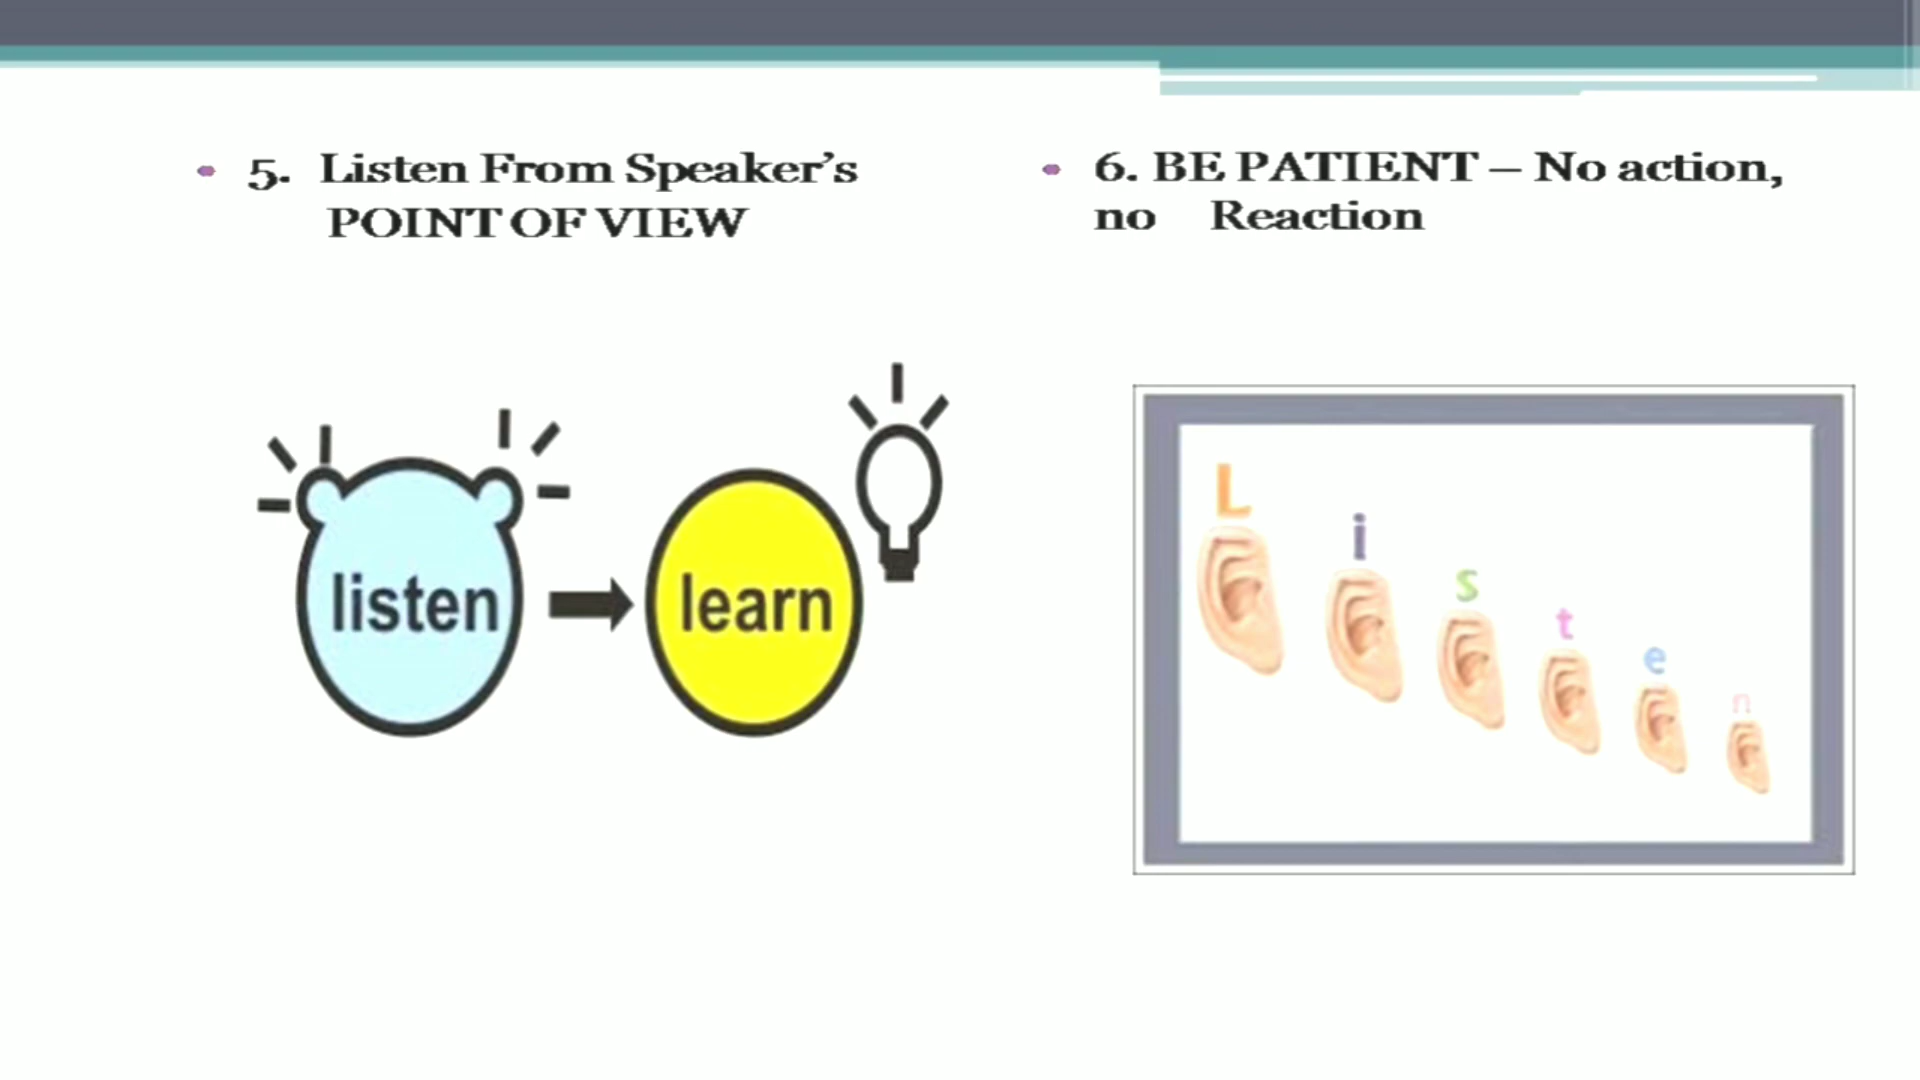 5. Listen From Speaker's
POINT OF VIEW
6. BE PATIENT – No action,
no Reaction
listen
learn
L i s t e n